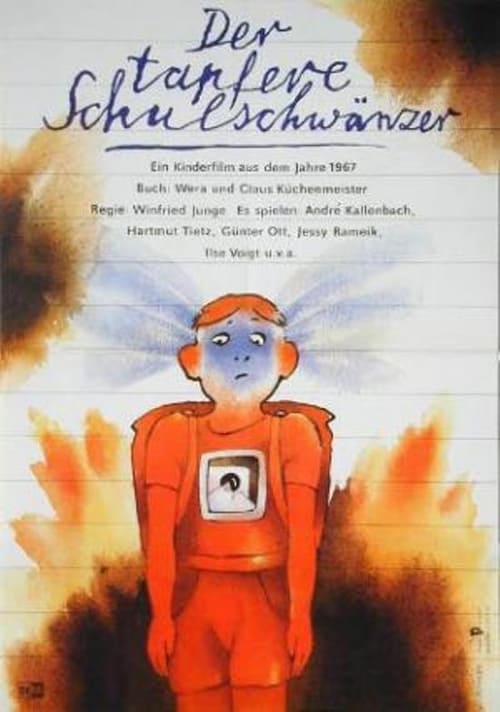 Der
tapfere
Schulschwänzer
Ein Kinderfilm aus dem Jahre 1967
Buch: Wera und Claus Küchenmeister
Regie: Winfried Junge Es spielen: André Kallenbach,
Hartmut Tietz, Günter Ott, Jessy Rameik,
Ilse Voigt u.v.a.